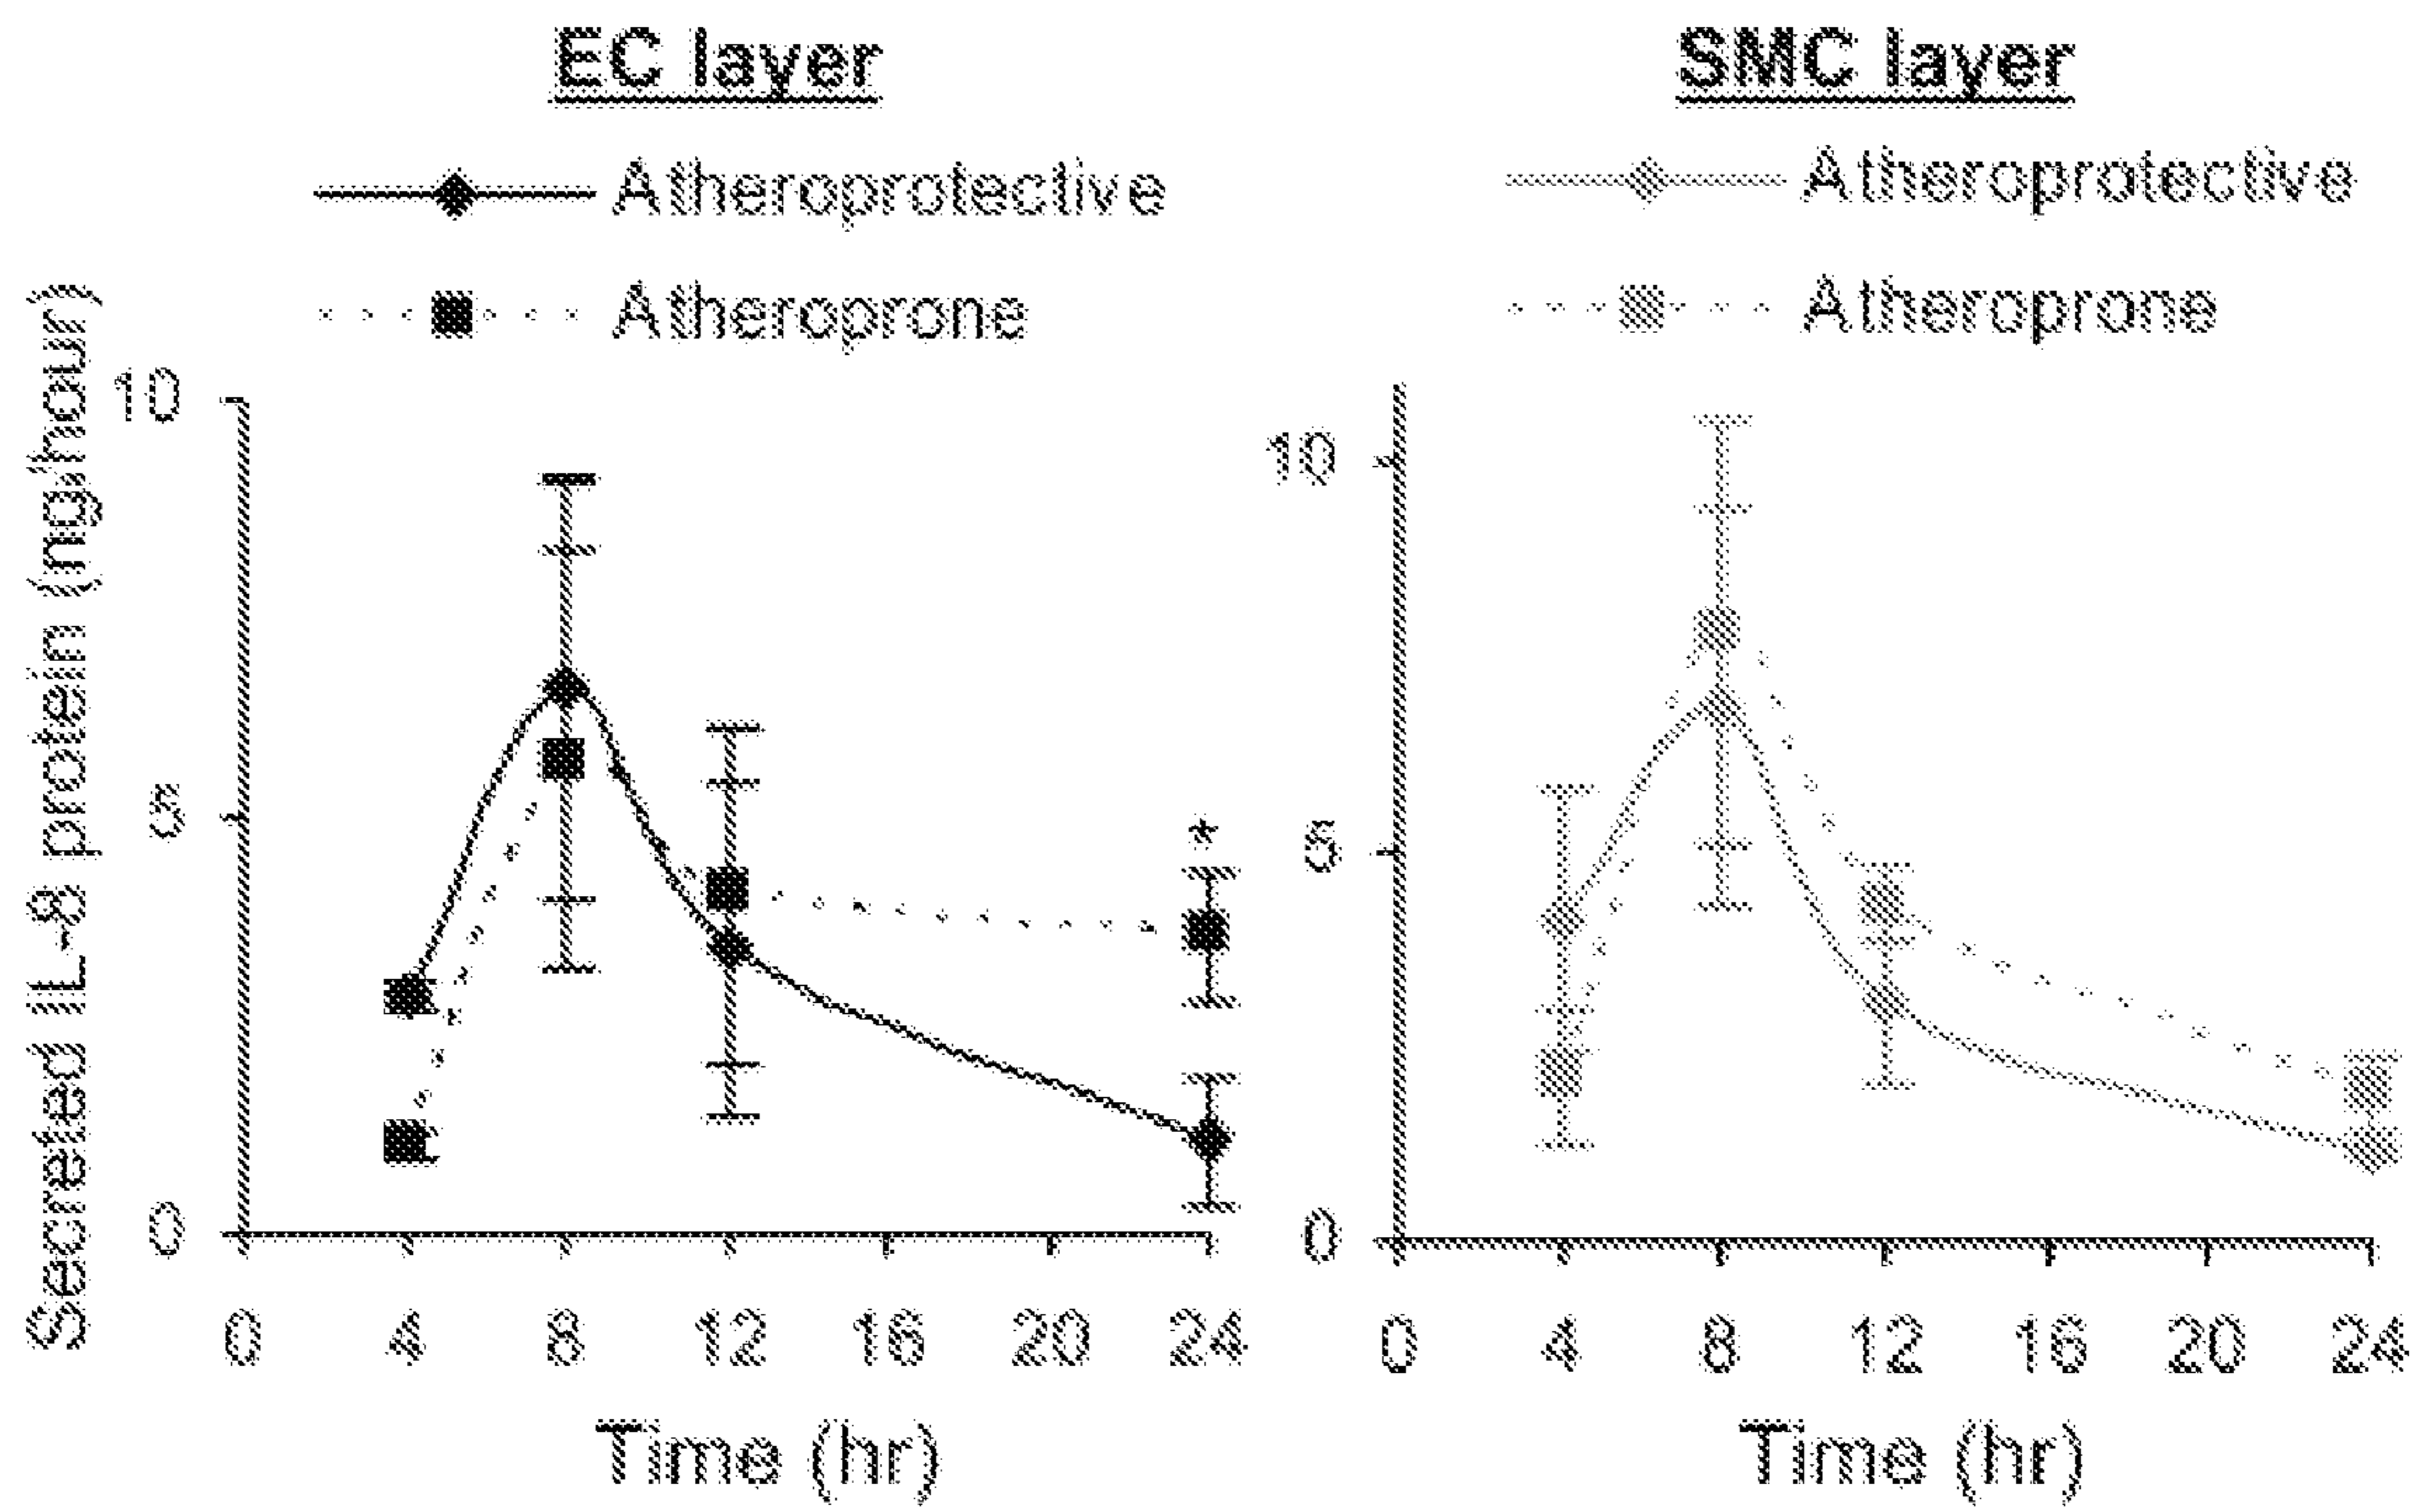 EC layer
Atheroprotective
Atheroprone
Secreted IL-8 protein (ng/hour)
10
5
0
*
0 4 8 12 16 20 24
Time (hr)
SMC layer
Atheroprotective
Atheroprone
10
5
0
0 4 8 12 16 20 24
Time (hr)